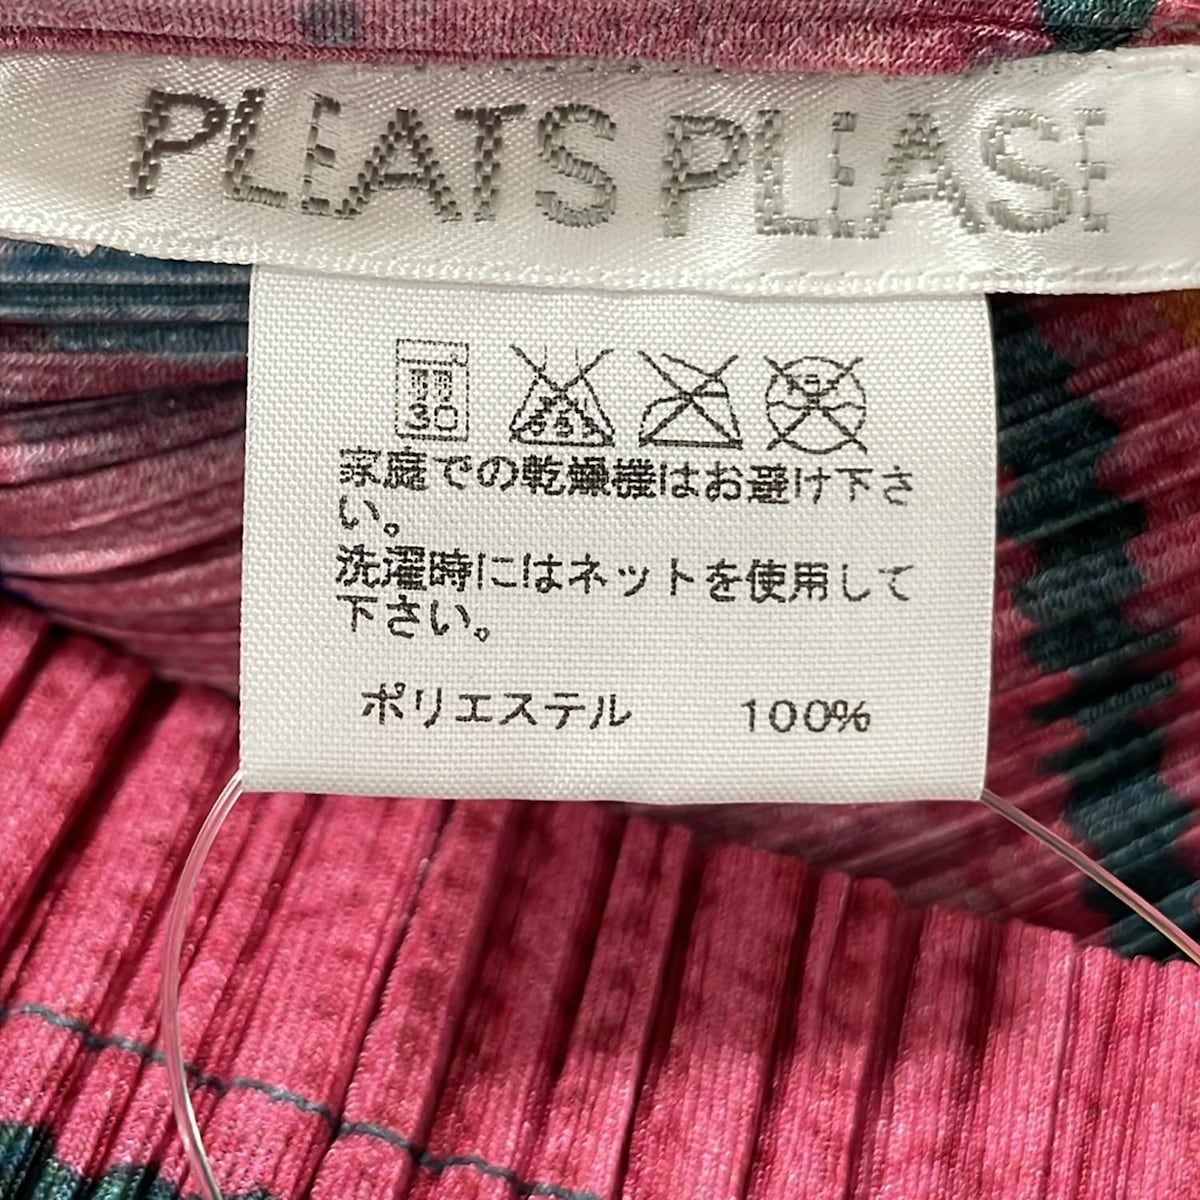 PLEATS PLEASE
弱
30
家庭での乾燥機はお避け下さ
い。
洗濯時にはネットを使用して
下さい。
ポリエステル 100%